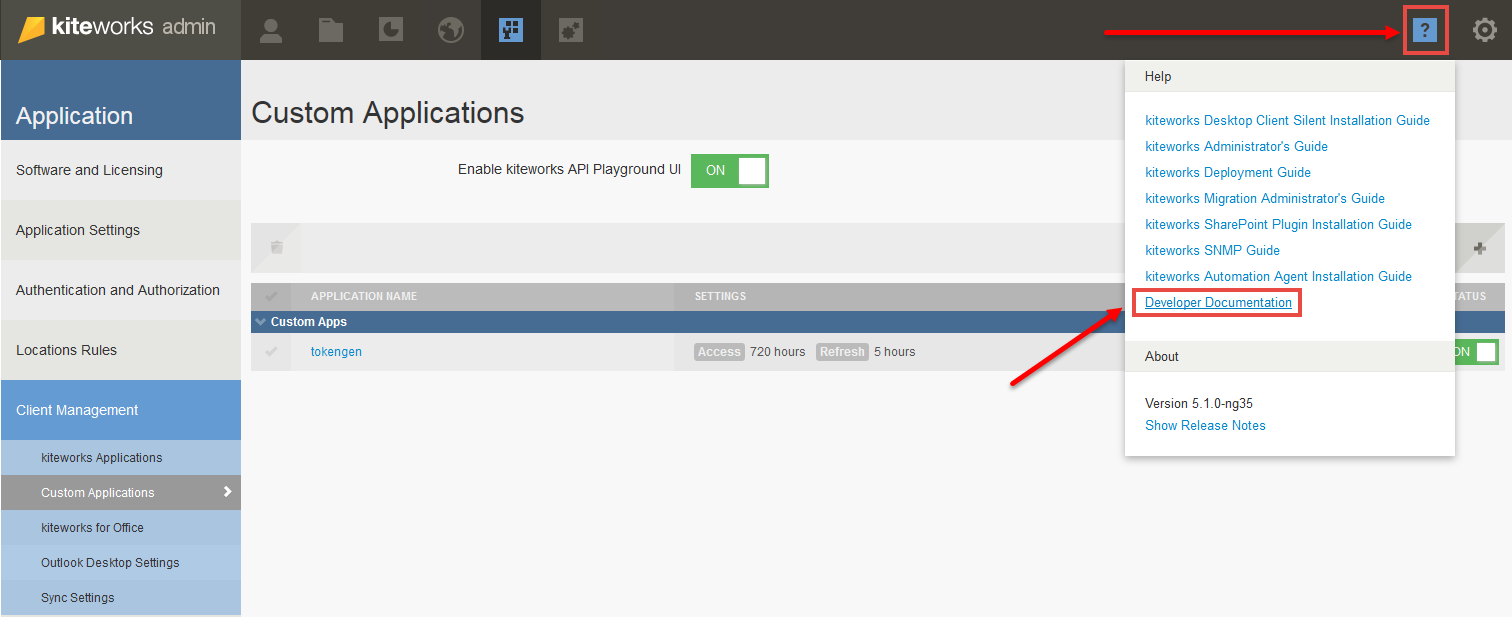 kiteworks admin
?
Help
Application
Custom Applications
kiteworks Desktop Client Silent Installation Guide
kiteworks Administrator's Guide
Software and Licensing
Enable kiteworks API Playground UI
ON
kiteworks Deployment Guide
kiteworks Migration Administrator's Guide
Application Settings
kiteworks SharePoint Plugin Installation Guide
kiteworks SNMP Guide
kiteworks Automation Agent Installation Guide
Authentication and Authorization
APPLICATION NAME
SETTINGS
Developer Documentation
TATUS
Custom Apps
Locations Rules
tokengen
Access 720 hours Refresh 5 hours
About
ON
Client Management
Version 5.1.0-ng35
Show Release Notes
kiteworks Applications
Custom Applications
kiteworks for Office
Outlook Desktop Settings
Sync Settings